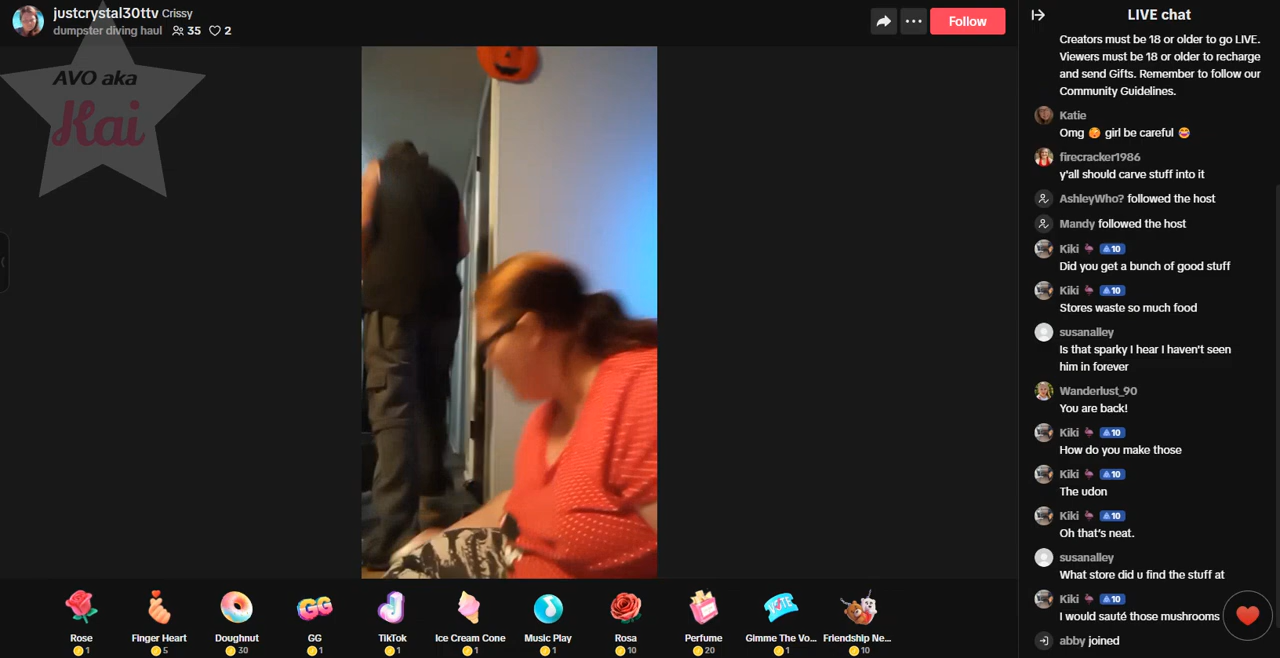 justcrystal30ttv Crissy
dumpster diving haul 35 2
Follow
AVO aka
Kai
LIVE chat
Creators must be 18 or older to go LIVE.
Viewers must be 18 or older to recharge
and send Gifts. Remember to follow our
Community Guidelines.
Katie
Omg 🥵 girl be careful 😂
firecracker1986
y'all should carve stuff into it
AshleyWho? followed the host
Mandy followed the host
Kiki 🦩 10
Did you get a bunch of good stuff
Kiki 🦩 10
Stores waste so much food
susanalley
Is that sparky I hear I haven't seen
him in forever
Wanderlust_90
You are back!
Kiki 🦩 10
How do you make those
Kiki 🦩 10
The udon
Kiki 🦩 10
Oh that's neat.
susanalley
What store did u find the stuff at
Kiki 🦩 10
I would sauté those mushrooms
abby joined
GG
Rose
1
Finger Heart
5
Doughnut
30
GG
1
TikTok
1
Ice Cream Cone
1
Music Play
1
Rosa
10
Perfume
20
Gimme The Vo...
1
Friendship Ne...
10